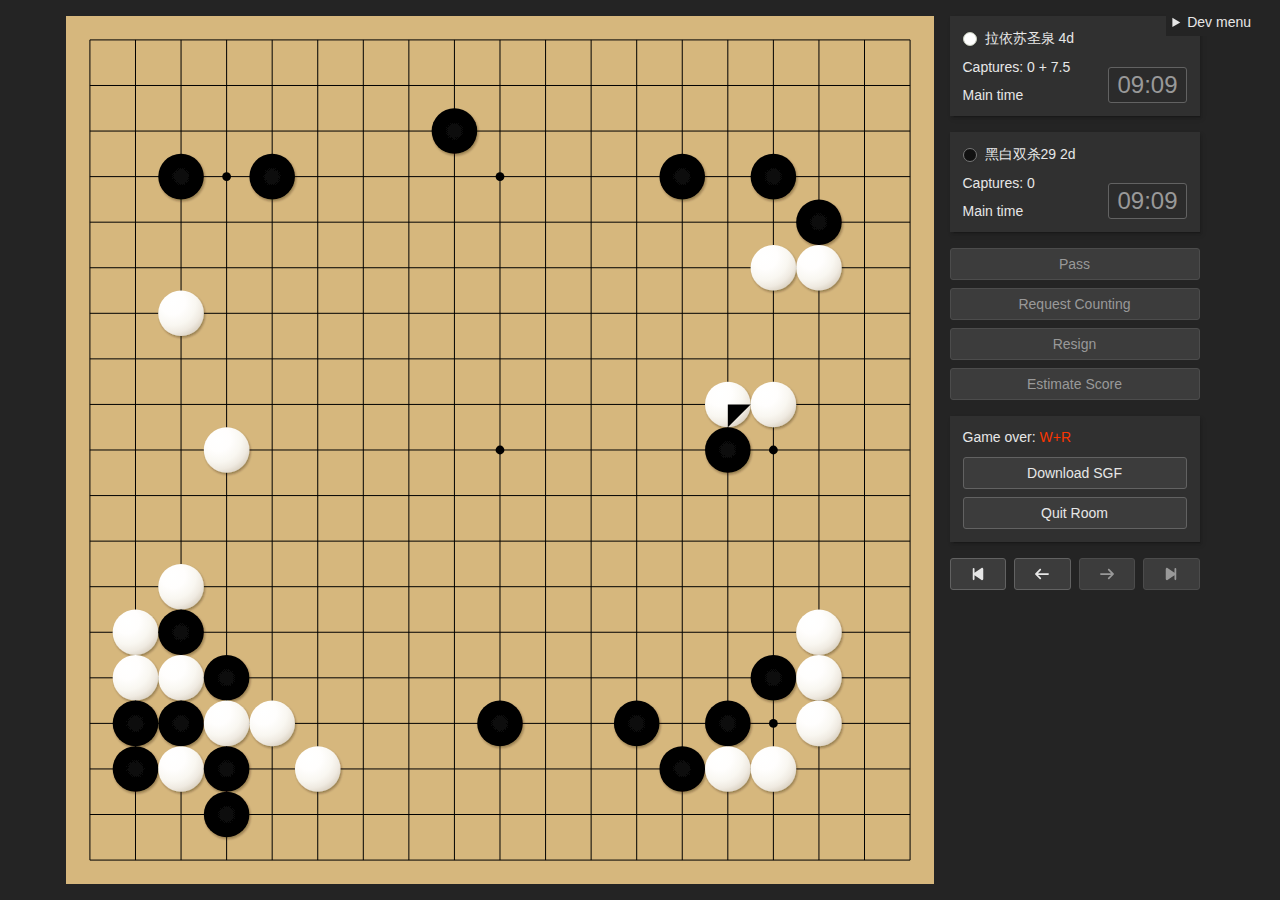 Dev menu
拉依苏圣泉 4d
Captures: 0 + 7.5
Main time
09:09
黑白双杀29 2d
Captures: 0
Main time
09:09
Pass
Request Counting
Resign
Estimate Score
Game over: W+R
Download SGF
Quit Room